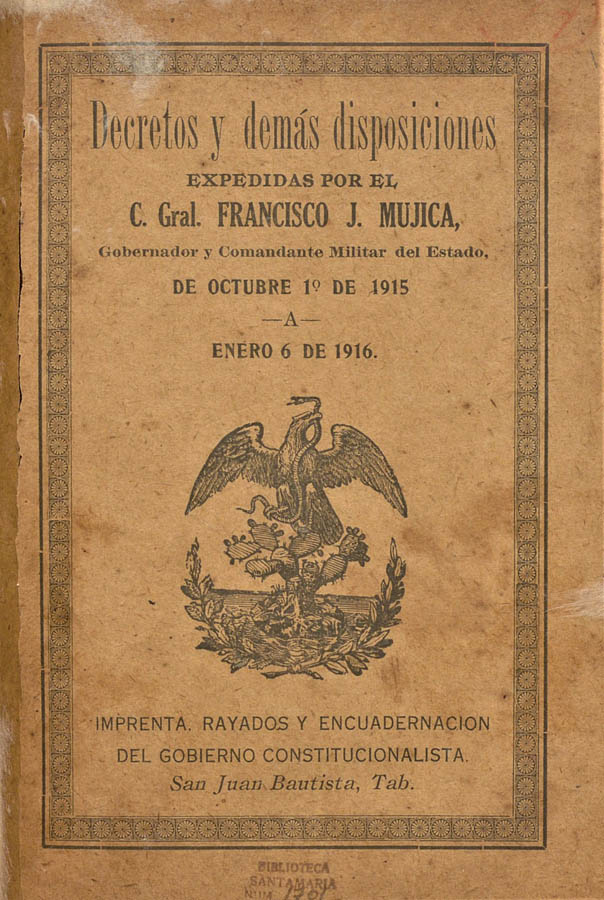 Decretos y demás disposiciones
EXPEDIDAS POR EL
C. Gral. FRANCISCO J. MUJICA,
Gobernador y Comandante Militar del Estado,
DE OCTUBRE 1º DE 1915
—A—
ENERO 6 DE 1916.
IMPRENTA. RAYADOS Y ENCUADERNACION
DEL GOBIERNO CONSTITUCIONALISTA.
San Juan Bautista, Tab.
BIBLIOTECA
SANTAMARIA
NUM.